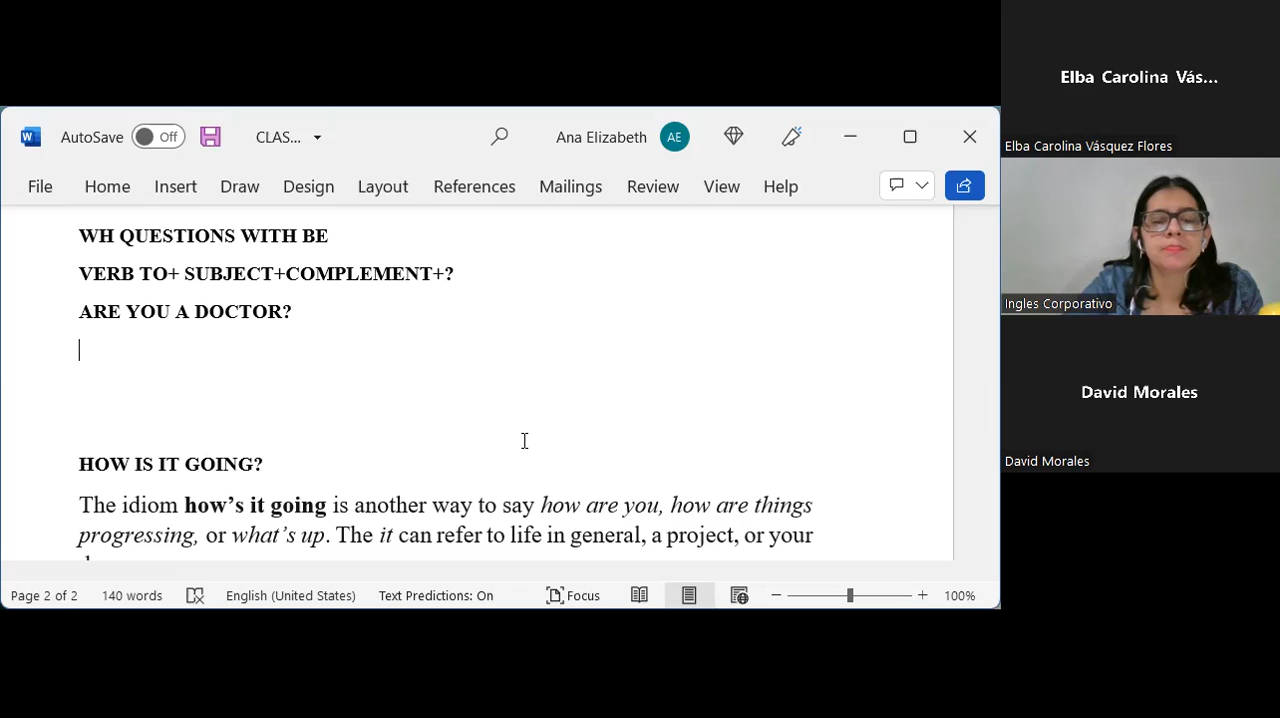 AutoSave Off CLAS... Ana Elizabeth AE
File Home Insert Draw Design Layout References Mailings Review View Help
WH QUESTIONS WITH BE
VERB TO+ SUBJECT+COMPLEMENT+?
ARE YOU A DOCTOR?
HOW IS IT GOING?
The idiom how's it going is another way to say how are you, how are things
progressing, or what's up. The it can refer to life in general, a project, or your
Page 2 of 2 140 words English (United States) Text Predictions: On Focus 100%
Elba Carolina Vás...
Elba Carolina Vásquez Flores
Ingles Corporativo
David Morales
David Morales